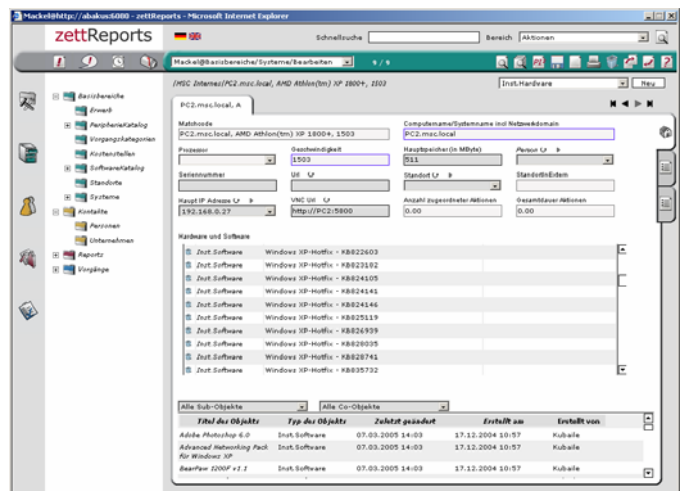 Mackel@http://abakus:6000 - zettReports - Microsoft Internet Explorer
zettReports Schnellsuche Bereich Aktionen
Mackel@Basisbereiche/Systeme/Bearbeiten 9 / 9
/MSC Internes/PC2.msc.local, AMD Athlon(tm) XP 1800+, 1503 Inst.Hardware Neu
Basisbereiche
Erwerb
PeripherieKatalog
Vorgangskategorien
Kostenstellen
SoftwareKatalog
Standorte
Systeme
Kontakte
Personen
Unternehmen
Reports
Vorgänge
PC2.msc.local, A
Matchcode Computername/Systemname incl Netzwerkdomain
PC2.msc.local, AMD Athlon(tm) XP 1800+, 1503 PC2.msc.local
Prozessor Geschwindigkeit Hauptspeicher (in MByte) Person
1503 511
Seriennummer Url Standort StandortinExtern
Haupt IP Adresse VNC Url Anzahl zugeordneter Aktionen Gesamtdauer Aktionen
192.168.0.27 http://PC2:5800 0.00 0.00
Hardware und Software
Inst.Software Windows XP-Hotfix - KB822603
Inst.Software Windows XP-Hotfix - KB823182
Inst.Software Windows XP-Hotfix - KB824105
Inst.Software Windows XP-Hotfix - KB824141
Inst.Software Windows XP-Hotfix - KB824146
Inst.Software Windows XP-Hotfix - KB825119
Inst.Software Windows XP-Hotfix - KB826939
Inst.Software Windows XP-Hotfix - KB828035
Inst.Software Windows XP-Hotfix - KB828741
Inst.Software Windows XP-Hotfix - KB835732
Alle Sub-Objekte Alle Co-Objekte
Titel des Objekts Typ des Objekts Zuletzt geändert Erstellt am Erstellt von
Adobe Photoshop 6.0 Inst.Software 07.03.2005 14:03 17.12.2004 10:57 Kubaile
Advanced Networking Pack für Windows XP Inst.Software 07.03.2005 14:03 17.12.2004 10:57 Kubaile
BearPaw 1200F v1.1 Inst.Software 07.03.2005 14:03 17.12.2004 10:57 Kubaile